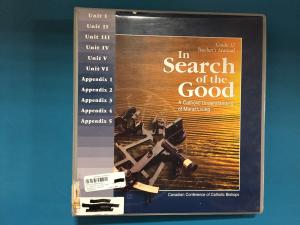 Unit I
Unit II
Unit III
Unit IV
Unit V
Unit VI
Appendix 1
Appendix 2
Appendix 3
Appendix 4
Appendix 5
Grade 12
Teacher's Manual
In
Search
of the
Good
A Catholic Understanding
of Moral Living
Canadian Conference of Catholic Bishops